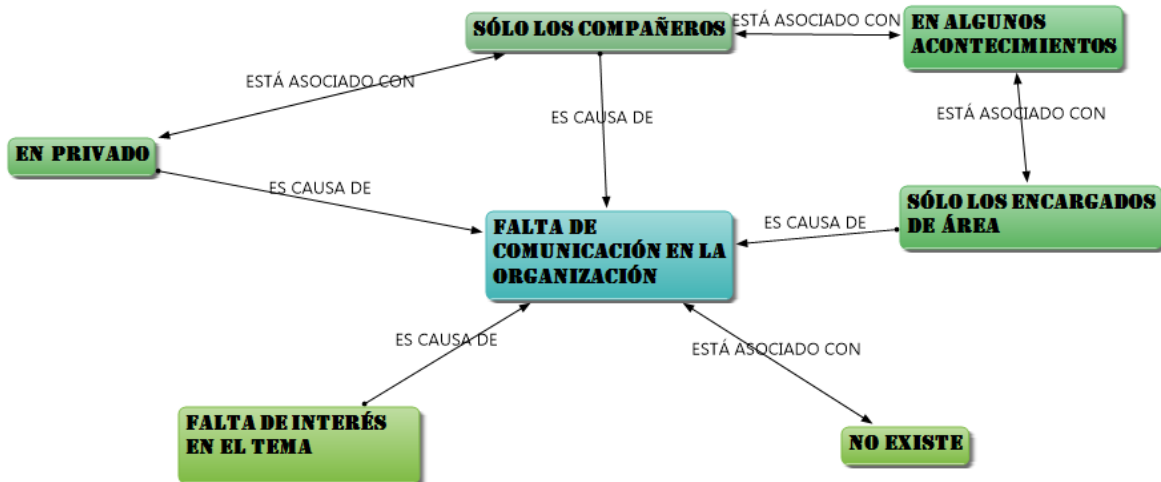 SÓLO LOS COMPAÑEROS
ESTÁ ASOCIADO CON
EN ALGUNOS
ACONTECIMIENTOS
ESTÁ ASOCIADO CON
ES CAUSA DE
ESTÁ ASOCIADO CON
EN PRIVADO
ES CAUSA DE
SÓLO LOS ENCARGADOS
DE ÁREA
ES CAUSA DE
FALTA DE
COMUNICACIÓN EN LA
ORGANIZACIÓN
ES CAUSA DE
ESTÁ ASOCIADO CON
FALTA DE INTERÉS
EN EL TEMA
NO EXISTE